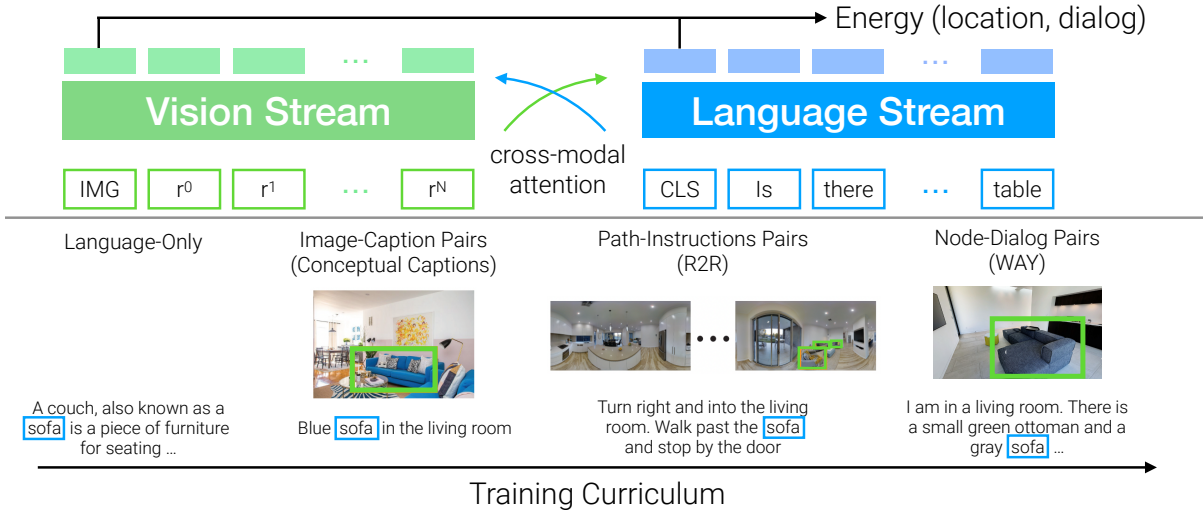 Energy (location, dialog)
...
...
Vision Stream
Language Stream
cross-modal
attention
IMG
r⁰
r¹
...
rᴺ
CLS
Is
there
...
table
Language-Only
Image-Caption Pairs
(Conceptual Captions)
Path-Instructions Pairs
(R2R)
Node-Dialog Pairs
(WAY)
...
A couch, also known as a
sofa is a piece of furniture
for seating ...
Blue sofa in the living room
Turn right and into the living
room. Walk past the sofa
and stop by the door
I am in a living room. There is
a small green ottoman and a
gray sofa ...
Training Curriculum